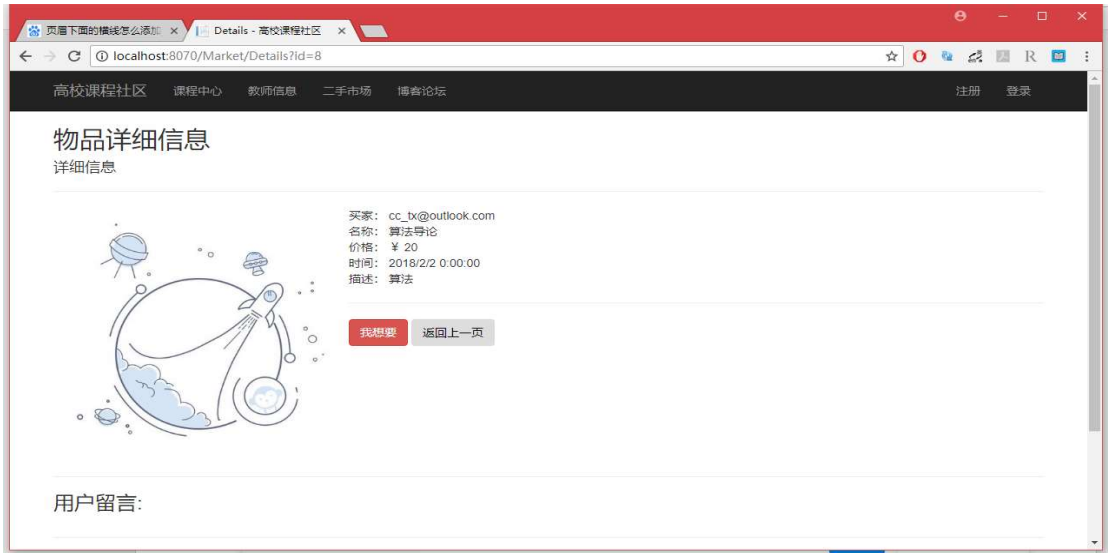 页眉下面的横线怎么添加
Details - 高校课程社区
localhost:8070/Market/Details?id=8
高校课程社区 课程中心 教师信息 二手市场 博客论坛 注册 登录
物品详细信息
详细信息
买家： cc_tx@outlook.com
名称： 算法导论
价格： ￥ 20
时间： 2018/2/2 0:00:00
描述： 算法
我想要 返回上一页
用户留言: